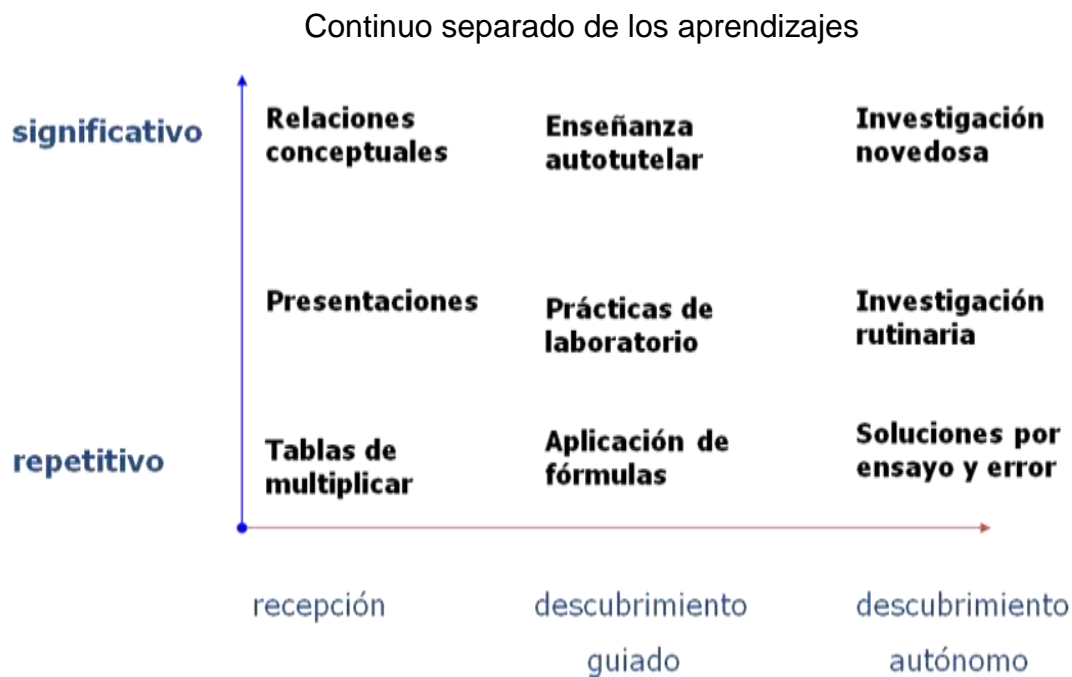 Continuo separado de los aprendizajes
significativo
Relaciones
conceptuales
Enseñanza
autotutelar
Investigación
novedosa
Presentaciones
Prácticas de
laboratorio
Investigación
rutinaria
repetitivo
Tablas de
multiplicar
Aplicación de
fórmulas
Soluciones por
ensayo y error
recepción
descubrimiento
guiado
descubrimiento
autónomo